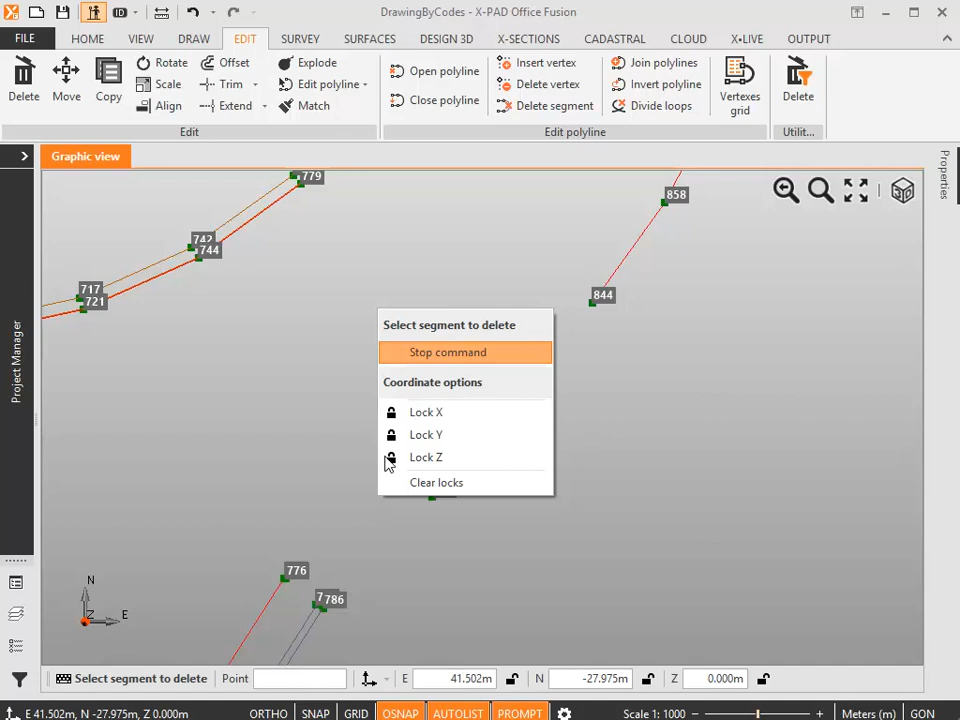 DrawingByCodes - X-PAD Office Fusion
FILE HOME VIEW DRAW EDIT SURVEY SURFACES DESIGN 3D X-SECTIONS CADASTRAL CLOUD X•LIVE OUTPUT
Delete Move Copy
Rotate Offset Explode
Scale Trim Edit polyline
Align Extend Match
Open polyline
Close polyline
Insert vertex Join polylines
Delete vertex Invert polyline
Delete segment Divide loops
Vertexes
grid
Delete
Edit Edit polyline Utilit...
Graphic view
Properties
Project Manager
779
858
742
744
717
721
844
Select segment to delete
Stop command
Coordinate options
Lock X
Lock Y
Lock Z
Clear locks
776
786
N
Z E
Select segment to delete Point E 41.502m N -27.975m Z 0.000m
E 41.502m, N -27.975m, Z 0.000m ORTHO SNAP GRID OSNAP AUTOLIST PROMPT Scale 1: 1000 Meters (m) GON